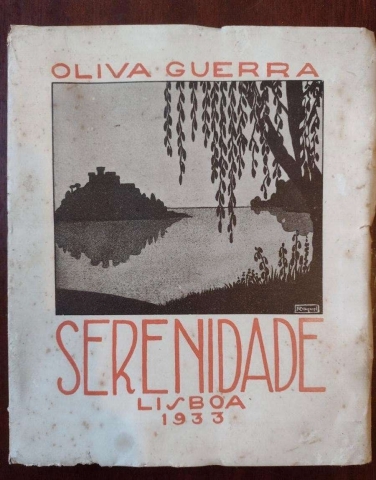 OLIVA·GUERRA
SERENIDADE
LISBOA
1933